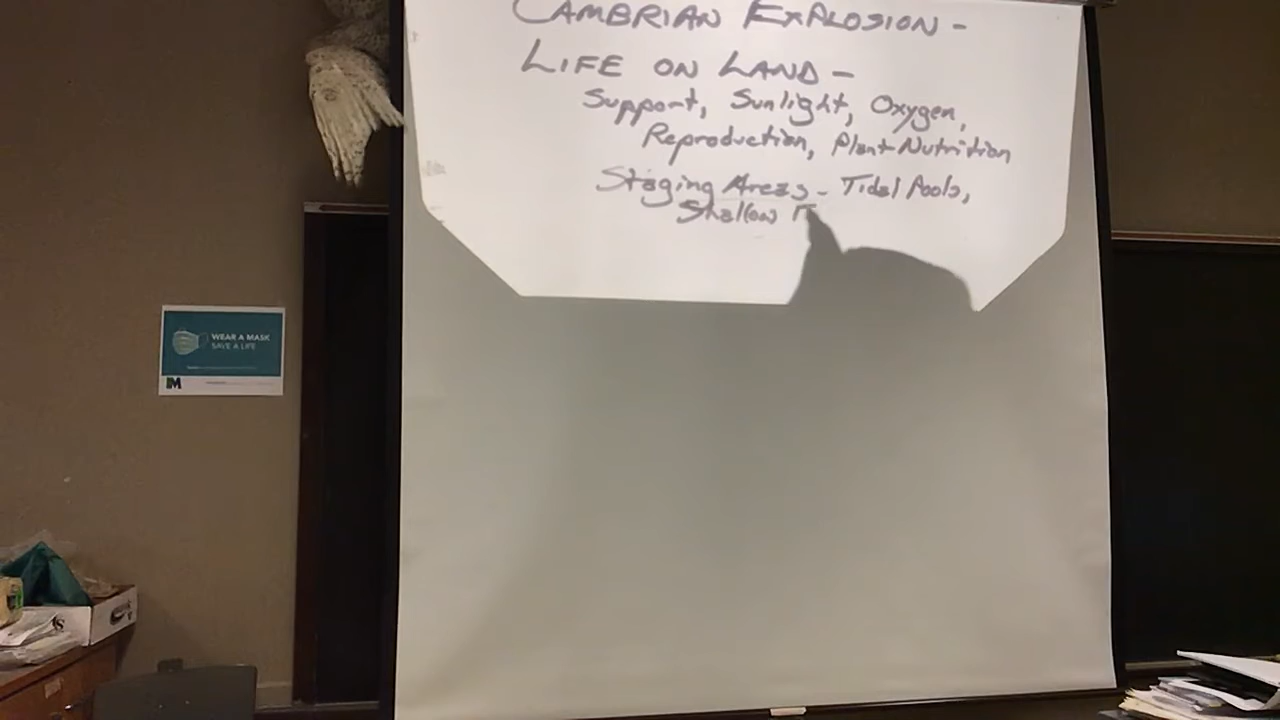 CAMBRIAN EXPLOSION -
LIFE ON LAND -
Support, Sunlight, Oxygen,
Reproduction, Plant Nutrition
Staging Areas - Tidal Pools,
Shallow
WEAR A MASK
SAVE A LIFE
M